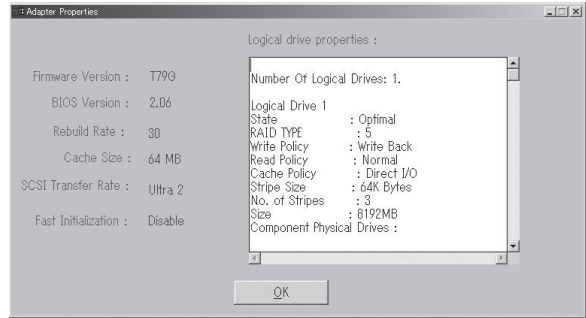 Adapter Properties
Logical drive properties :
Firmware Version : T79G
BIOS Version : 2.06
Rebuild Rate : 30
Cache Size : 64 MB
SCSI Transfer Rate : Ultra 2
Fast Initialization : Disable
Number Of Logical Drives: 1.
Logical Drive 1
State : Optimal
RAID TYPE : 5
Write Policy : Write Back
Read Policy : Normal
Cache Policy : Direct I/O
Stripe Size : 64K Bytes
No. of Stripes : 3
Size : 8192MB
Component Physical Drives :
OK